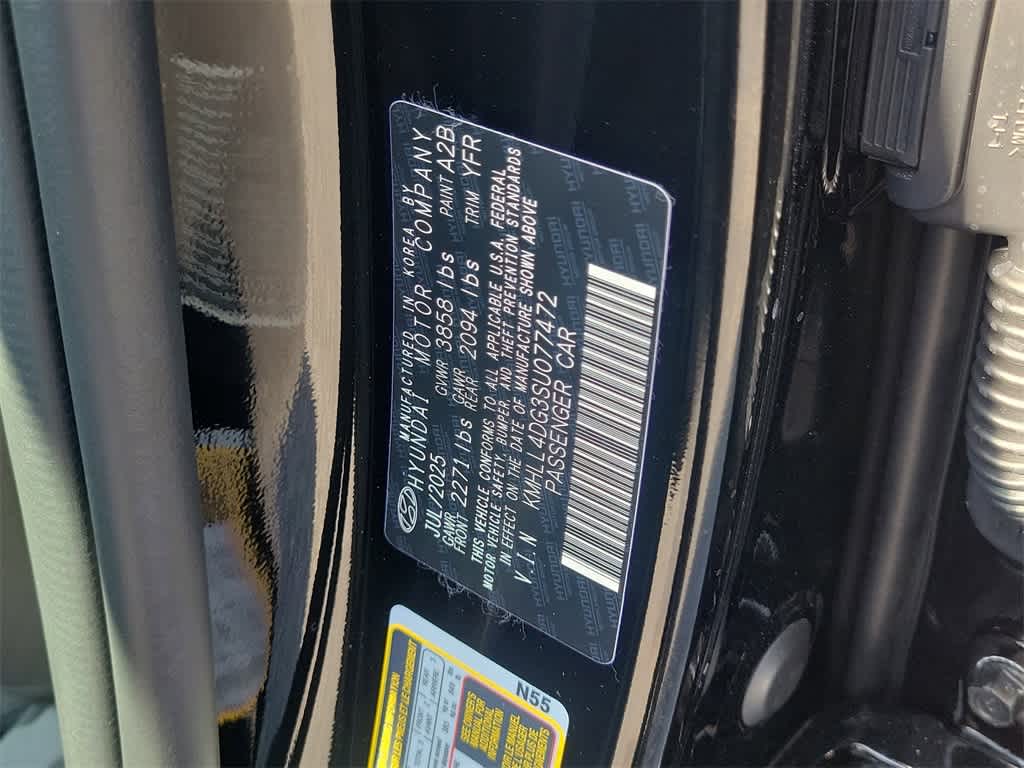 MANUFACTURED IN KOREA BY
HYUNDAI MOTOR COMPANY
JUL/2025 GVWR 3858 lbs PAINT A2B
GAWR FRONT 2271 lbs GAWR REAR 2094 lbs TRIM YFR
THIS VEHICLE CONFORMS TO ALL APPLICABLE U.S.A. FEDERAL
MOTOR VEHICLE SAFETY, BUMPER, AND THEFT PREVENTION STANDARDS
IN EFFECT ON THE DATE OF MANUFACTURE SHOWN ABOVE
V.I.N KMHLL4DG3SU077472
PASSENGER CAR
N55